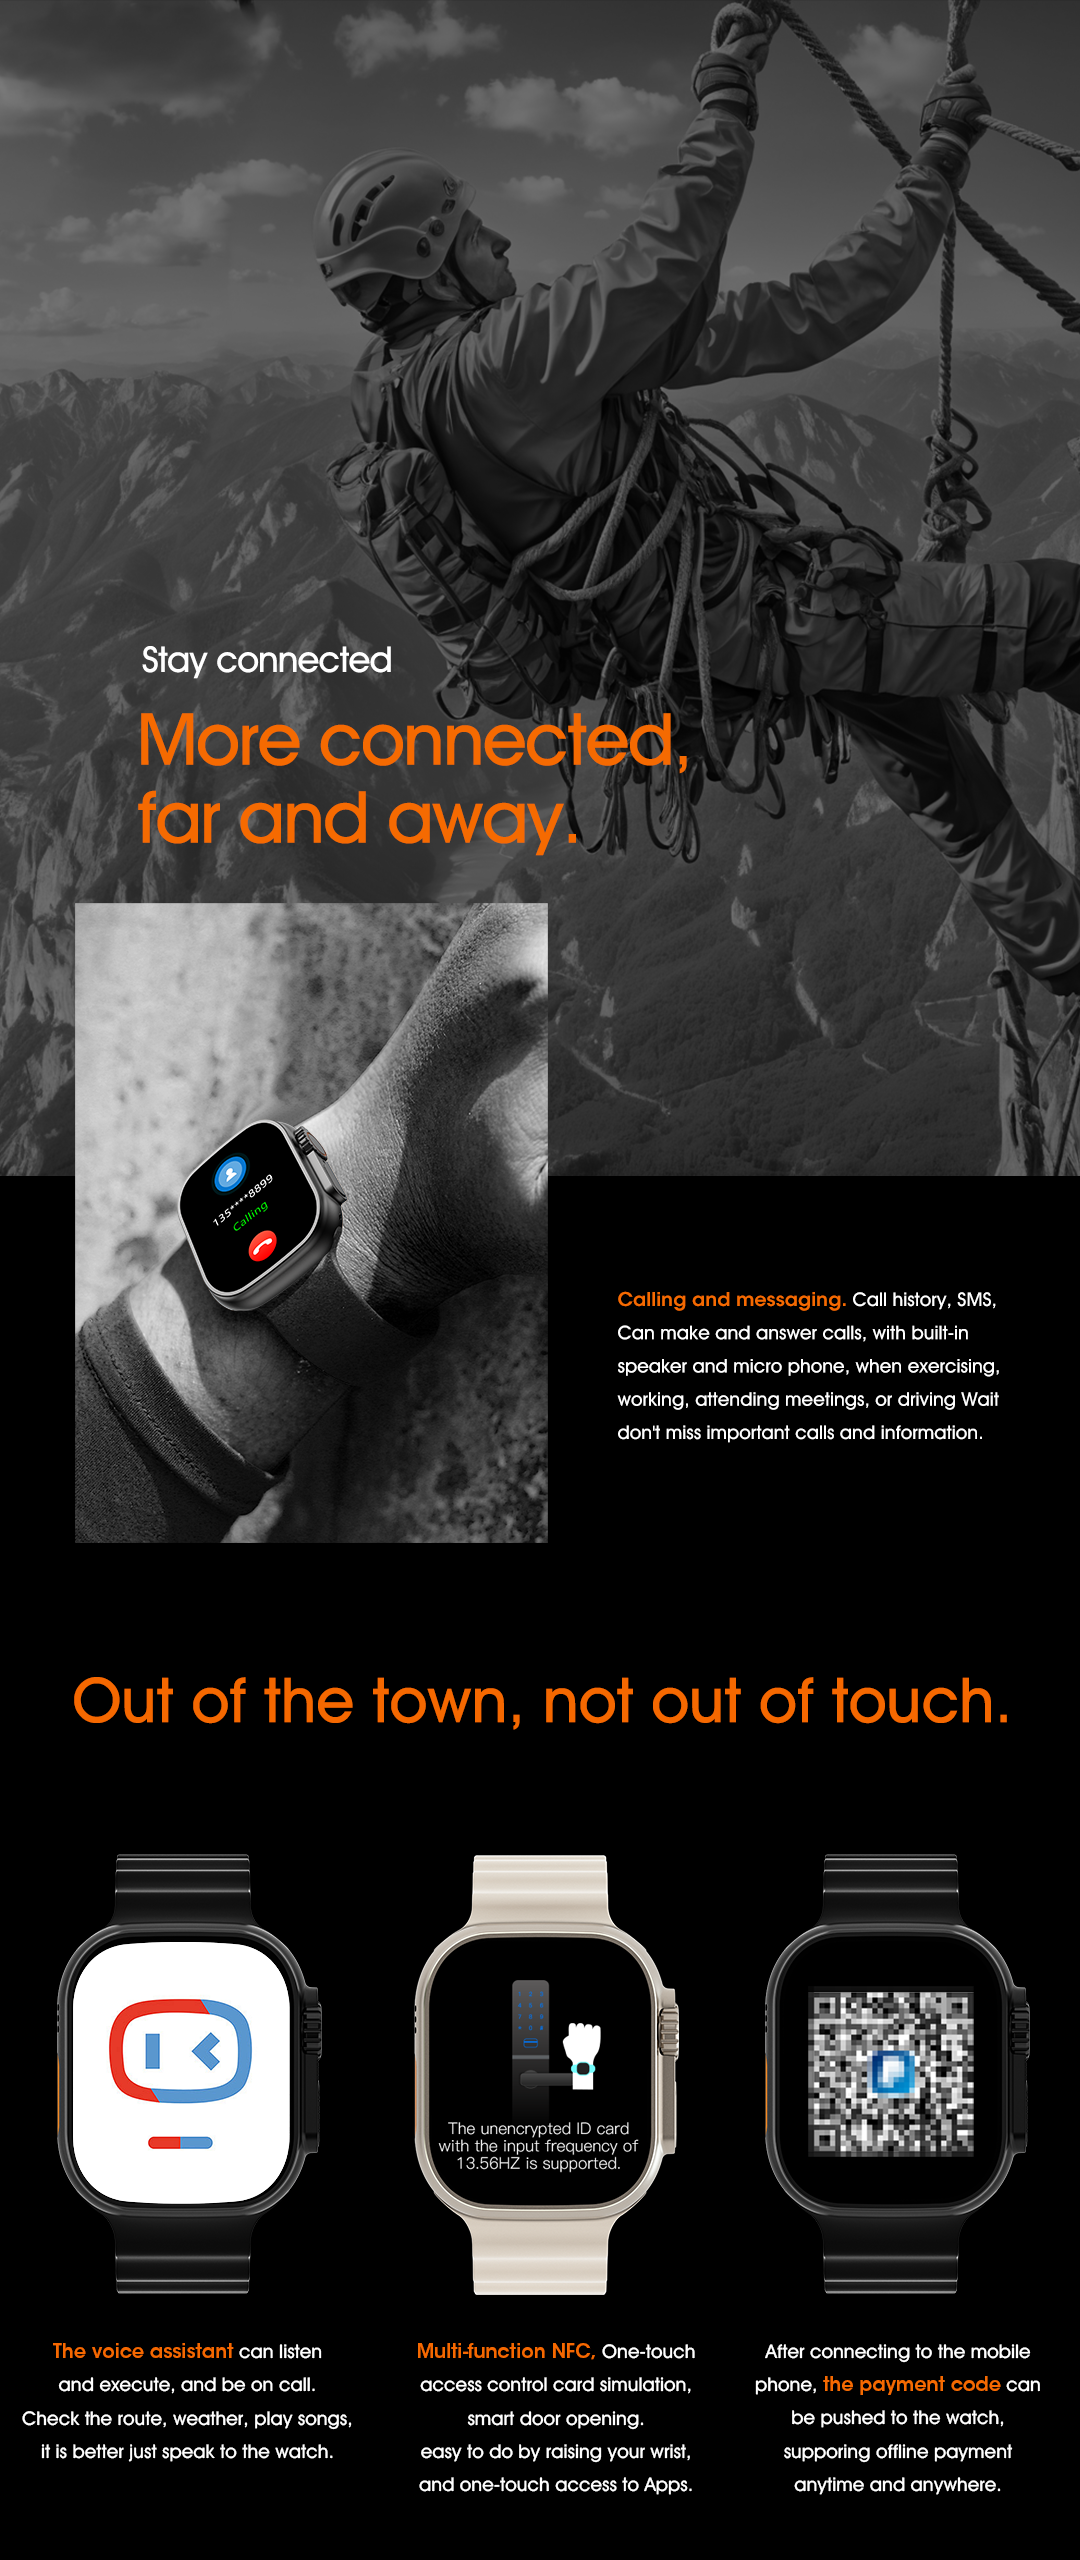 Stay connected
More connected,
far and away.
135****8899
Calling
Calling and messaging. Call history, SMS,
Can make and answer calls, with built-in
speaker and micro phone, when exercising,
working, attending meetings, or driving Wait
don't miss important calls and information.
Out of the town, not out of touch.
The unencrypted ID card
with the input frequency of
13.56HZ is supported.
The voice assistant can listen
and execute, and be on call.
Check the route, weather, play songs,
it is better just speak to the watch.
Multi-function NFC, One-touch
access control card simulation,
smart door opening.
easy to do by raising your wrist,
and one-touch access to Apps.
After connecting to the mobile
phone, the payment code can
be pushed to the watch,
supporing offline payment
anytime and anywhere.